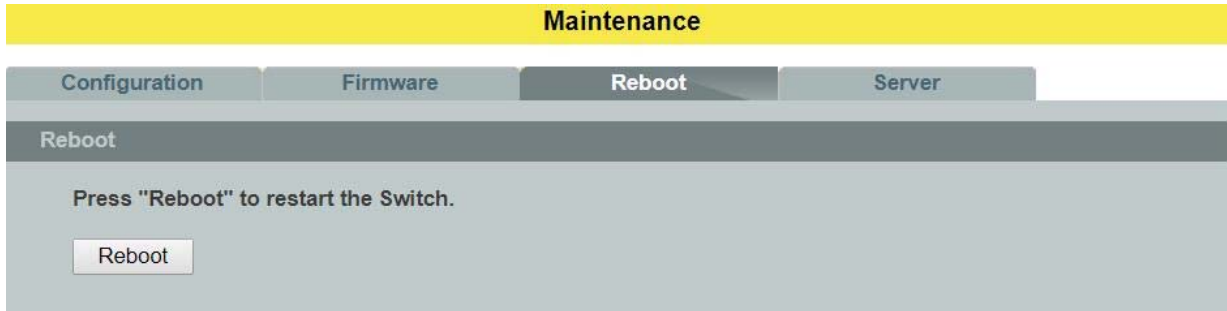 Maintenance
Configuration Firmware Reboot Server
Reboot
Press "Reboot" to restart the Switch.
Reboot